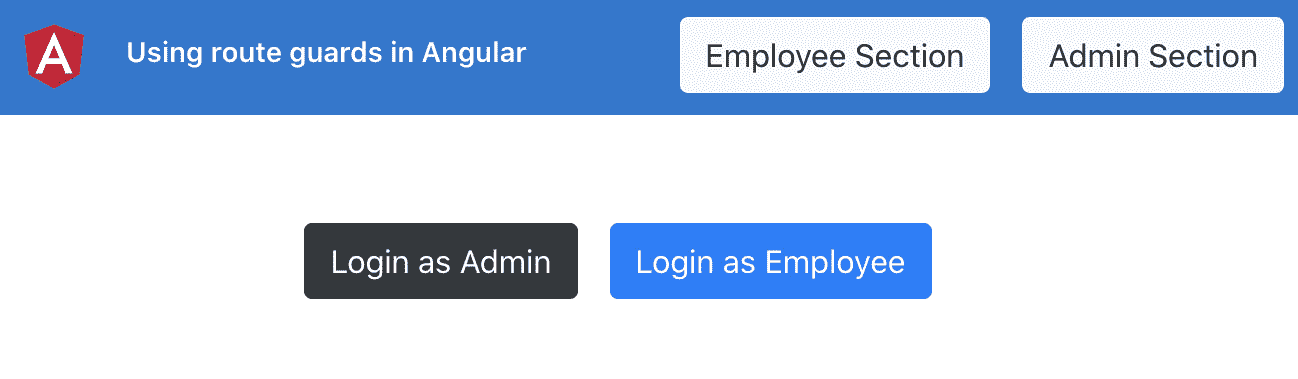 Using route guards in Angular
Employee Section
Admin Section
Login as Admin
Login as Employee